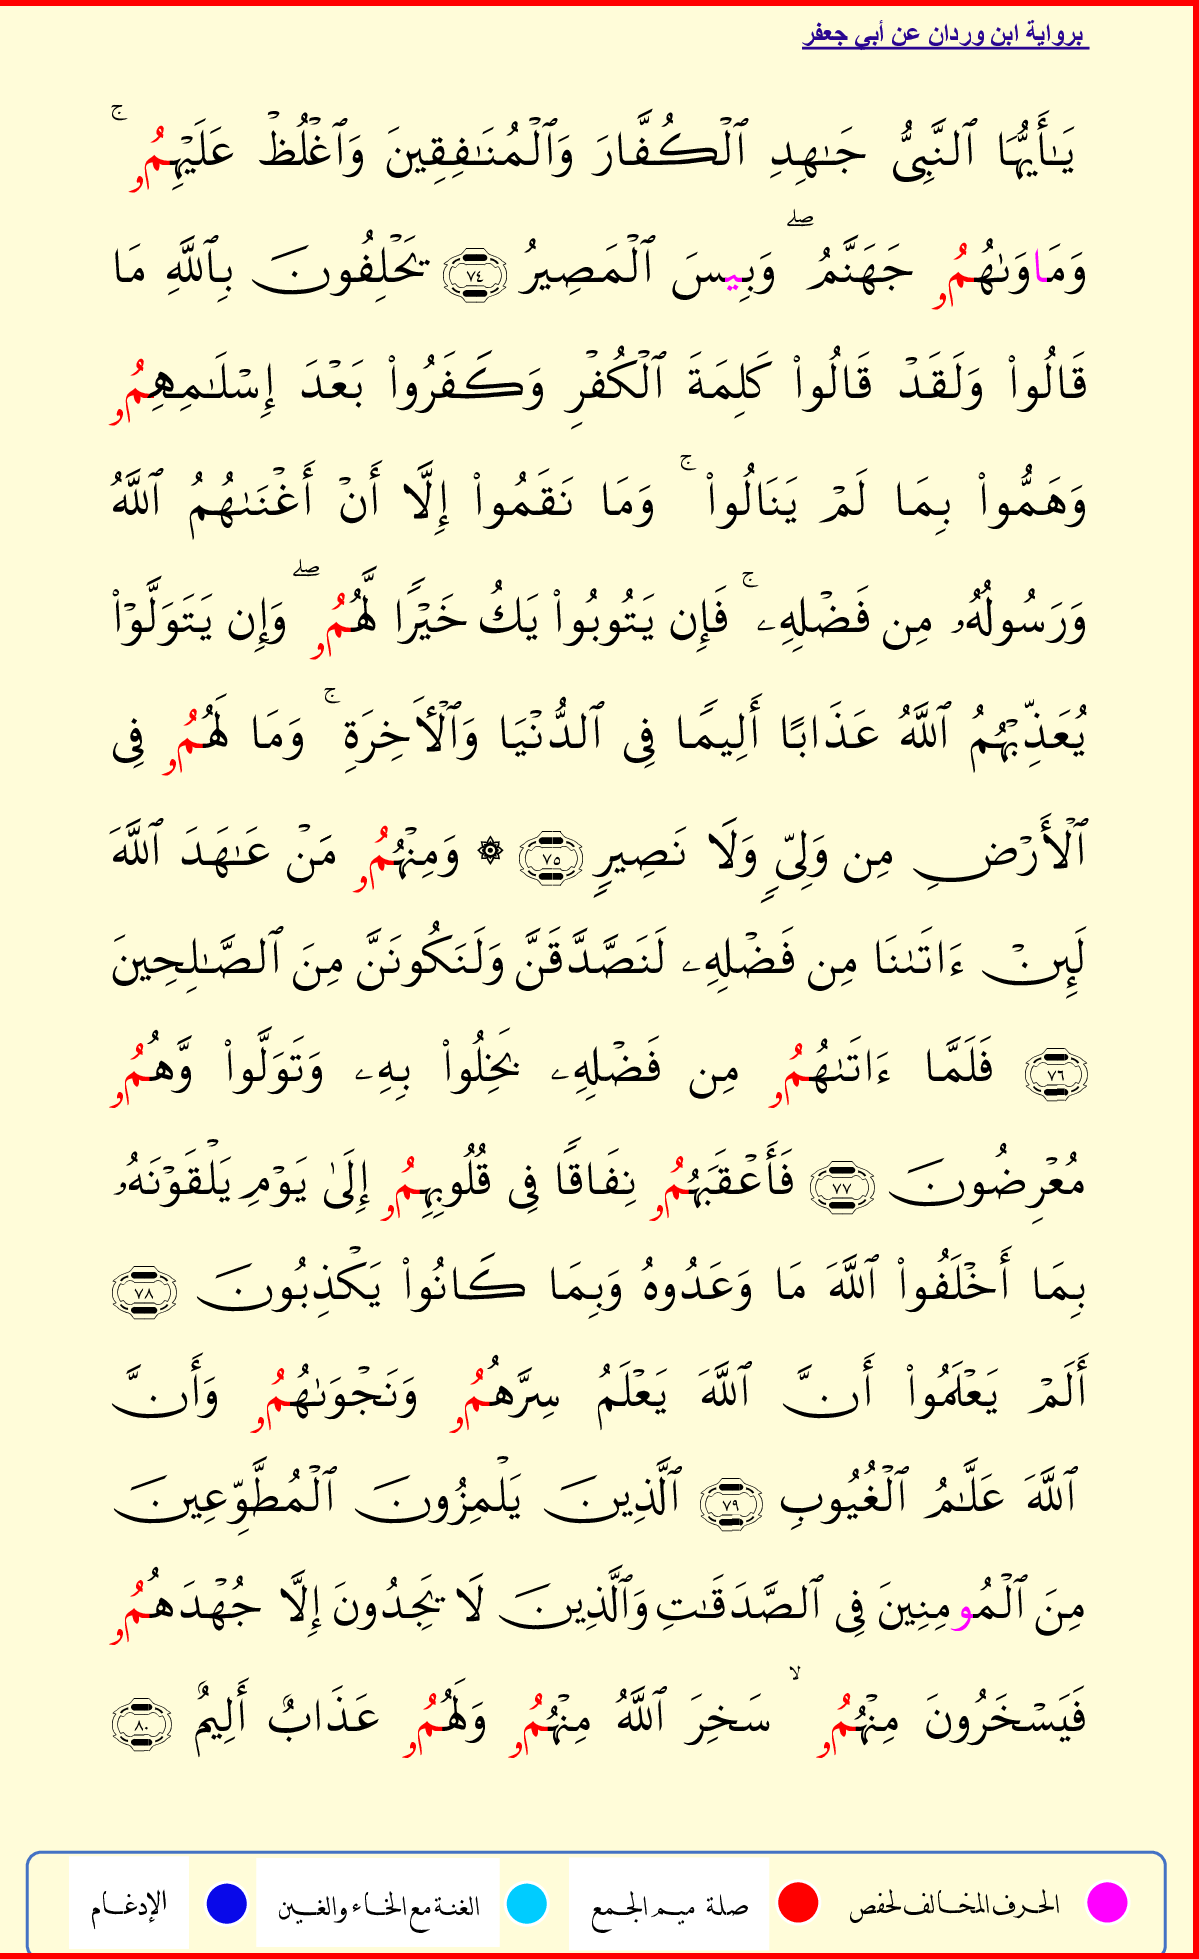 برواية ابن وردان عن أبي جعفر
يَـٰٓأَيُّهَا ٱلنَّبِىُّ جَـٰهِدِ ٱلْكُفَّارَ وَٱلْمُنَـٰفِقِينَ وَٱغْلُظْ عَلَيْهِمُۥ ۚ
وَمَاوَىٰهُمُۥ جَهَنَّمُ ۖ وَبِيسَ ٱلْمَصِيرُ ٧٤ يَحْلِفُونَ بِٱللَّهِ مَا
قَالُوا۟ وَلَقَدْ قَالُوا۟ كَلِمَةَ ٱلْكُفْرِ وَكَفَرُوا۟ بَعْدَ إِسْلَـٰمِهِمُۥ
وَهَمُّوا۟ بِمَا لَمْ يَنَالُوا۟ ۚ وَمَا نَقَمُوا۟ إِلَّا أَنْ أَغْنَىٰهُمُ ٱللَّهُ
وَرَسُولُهُۥ مِن فَضْلِهِۦ ۚ فَإِن يَتُوبُوا۟ يَكُ خَيْرًا لَّهُمُۥ ۖ وَإِن يَتَوَلَّوْا۟
يُعَذِّبْهُمُ ٱللَّهُ عَذَابًا أَلِيمًا فِى ٱلدُّنْيَا وَٱلْأَخِرَةِ ۚ وَمَا لَهُمُۥ فِى
ٱلْأَرْضِ مِن وَلِىٍّ وَلَا نَصِيرٍ ٧٥ ۞ وَمِنْهُمُۥ مَنْ عَـٰهَدَ ٱللَّهَ
لَئِنْ ءَاتَىٰنَا مِن فَضْلِهِۦ لَنَصَّدَّقَنَّ وَلَنَكُونَنَّ مِنَ ٱلصَّـٰلِحِينَ
٧٦ فَلَمَّا ءَاتَىٰهُمُۥ مِن فَضْلِهِۦ بَخِلُوا۟ بِهِۦ وَتَوَلَّوا۟ وَّهُمُۥ
مُعْرِضُونَ ٧٧ فَأَعْقَبَهُمُۥ نِفَاقًا فِى قُلُوبِهِمُۥ إِلَىٰ يَوْمِ يَلْقَوْنَهُۥ
بِمَا أَخْلَفُوا۟ ٱللَّهَ مَا وَعَدُوهُ وَبِمَا كَانُوا۟ يَكْذِبُونَ ٧٨
أَلَمْ يَعْلَمُوا۟ أَنَّ ٱللَّهَ يَعْلَمُ سِرَّهُمُۥ وَنَجْوَىٰهُمُۥ وَأَنَّ
ٱللَّهَ عَلَّـٰمُ ٱلْغُيُوبِ ٧٩ ٱلَّذِينَ يَلْمِزُونَ ٱلْمُطَّوِّعِينَ
مِنَ ٱلْمُومِنِينَ فِى ٱلصَّدَقَـٰتِ وَٱلَّذِينَ لَا يَجِدُونَ إِلَّا جُهْدَهُمُۥ
فَيَسْخَرُونَ مِنْهُمُۥ ۙ سَخِرَ ٱللَّهُ مِنْهُمُۥ وَلَهُمُۥ عَذَابٌ أَلِيمٌ ٨٠
الحرف المخالف لحفص صلة ميم الجمع الغنة مع الخاء والغين الإدغام